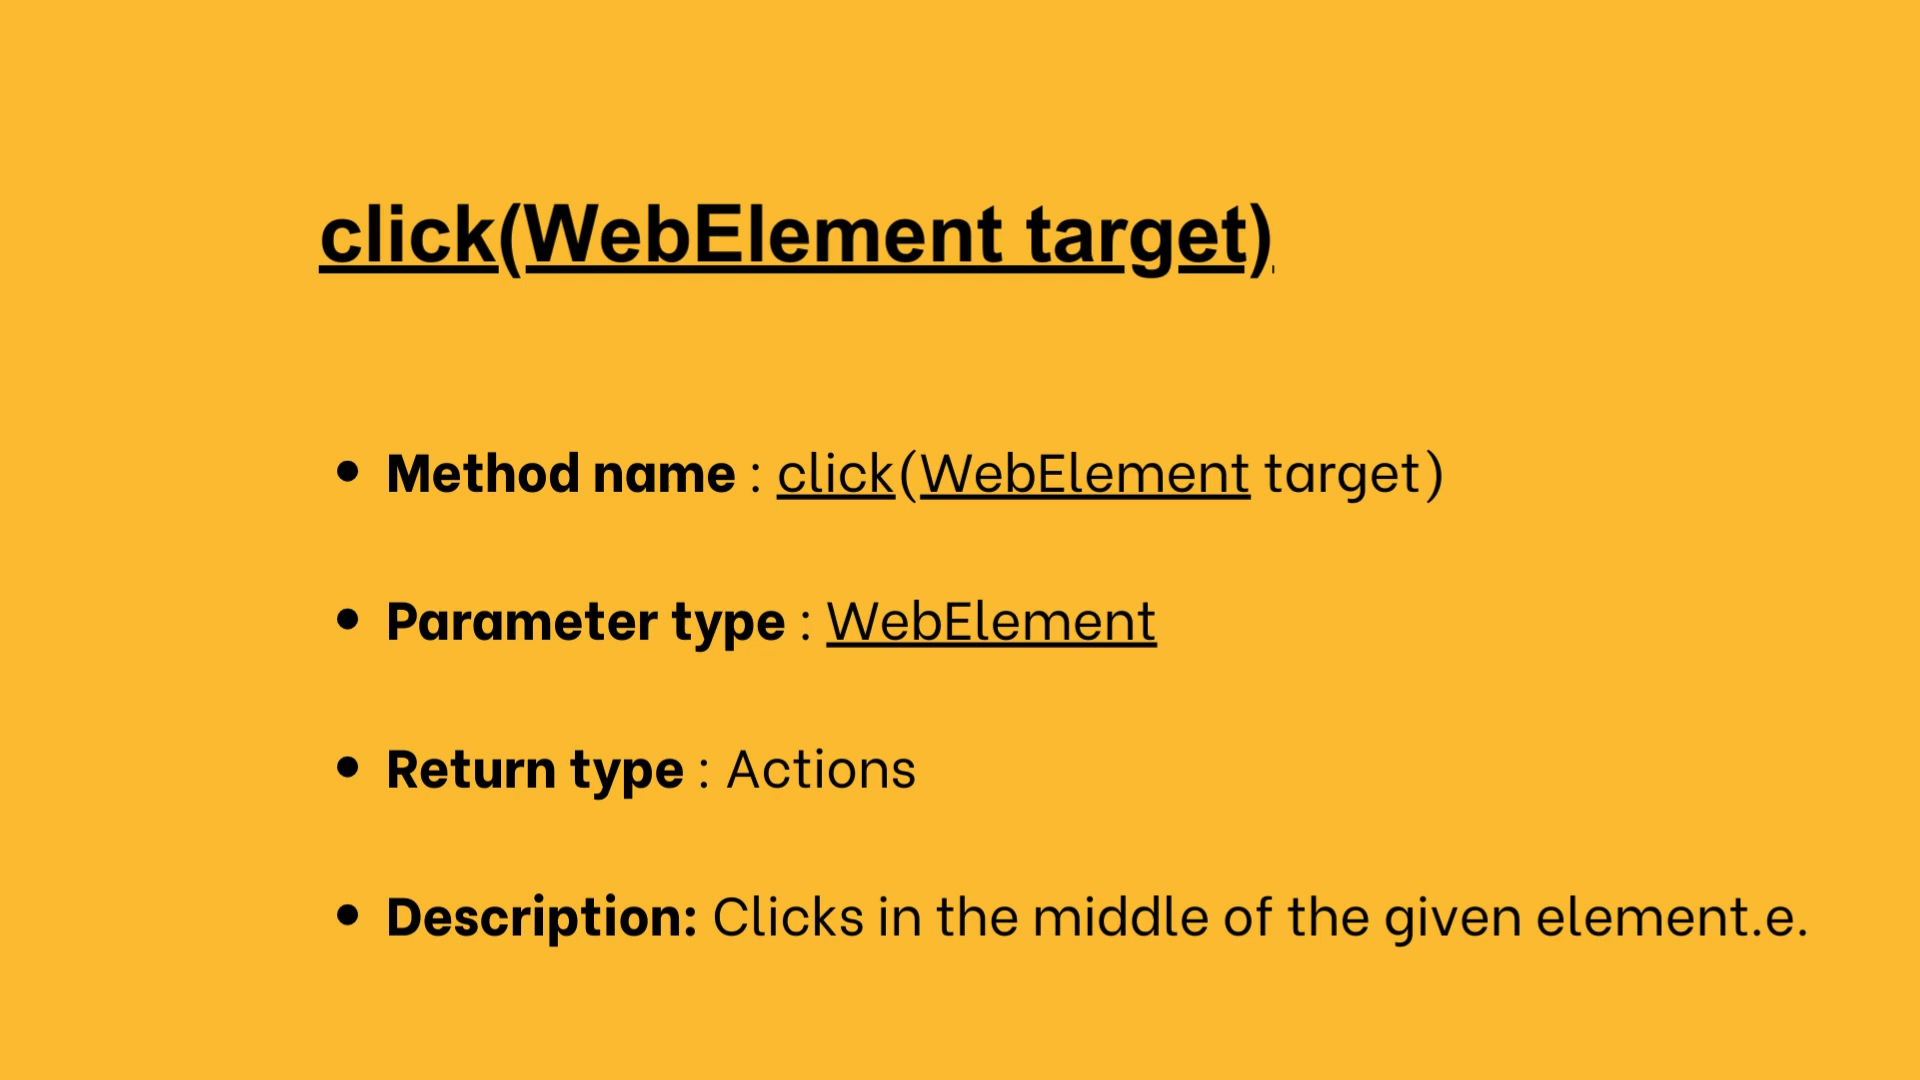 click(WebElement target)
• Method name : click(WebElement target)
• Parameter type : WebElement
• Return type : Actions
• Description: Clicks in the middle of the given element.e.